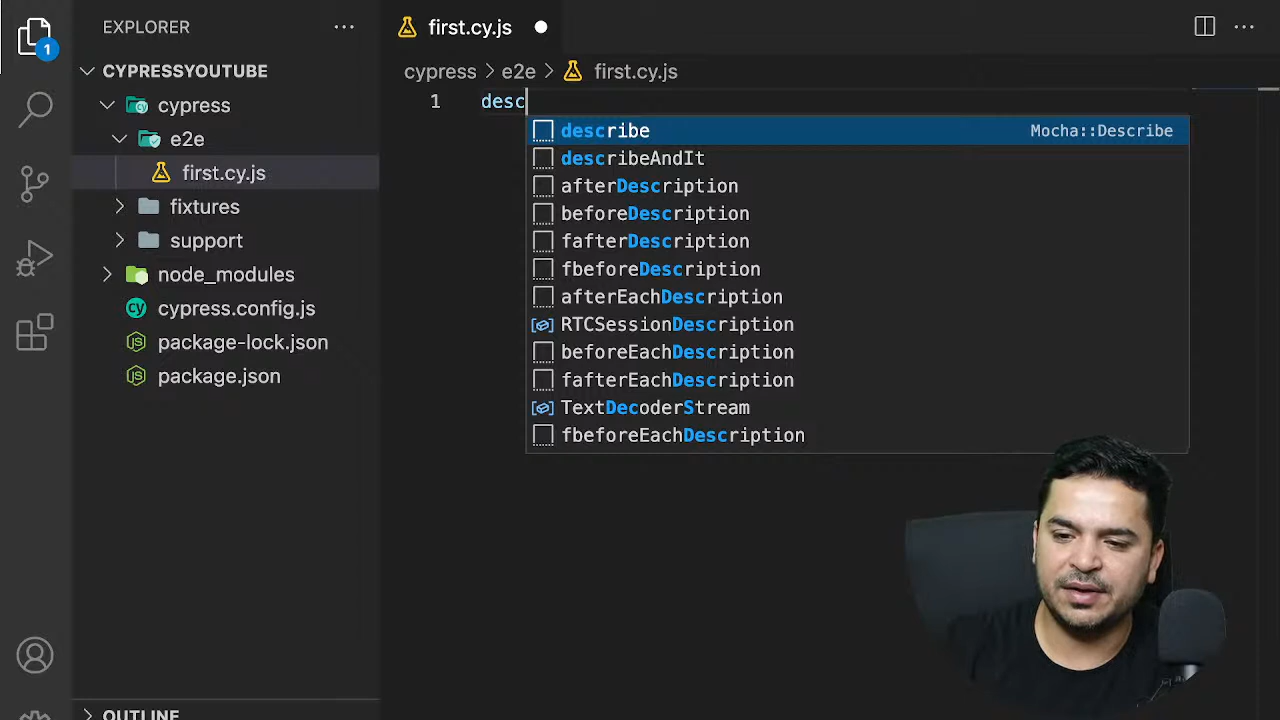 EXPLORER
···
first.cy.js
···
CYPRESSYOUTUBE
cypress > e2e > first.cy.js
1
cypress
1 desc
e2e
first.cy.js
fixtures
support
node_modules
cypress.config.js
package-lock.json
package.json
describe Mocha::Describe
describeAndIt
afterDescription
beforeDescription
fafterDescription
fbeforeDescription
afterEachDescription
RTCSessionDescription
beforeEachDescription
fafterEachDescription
TextDecoderStream
fbeforeEachDescription
OUTLINE